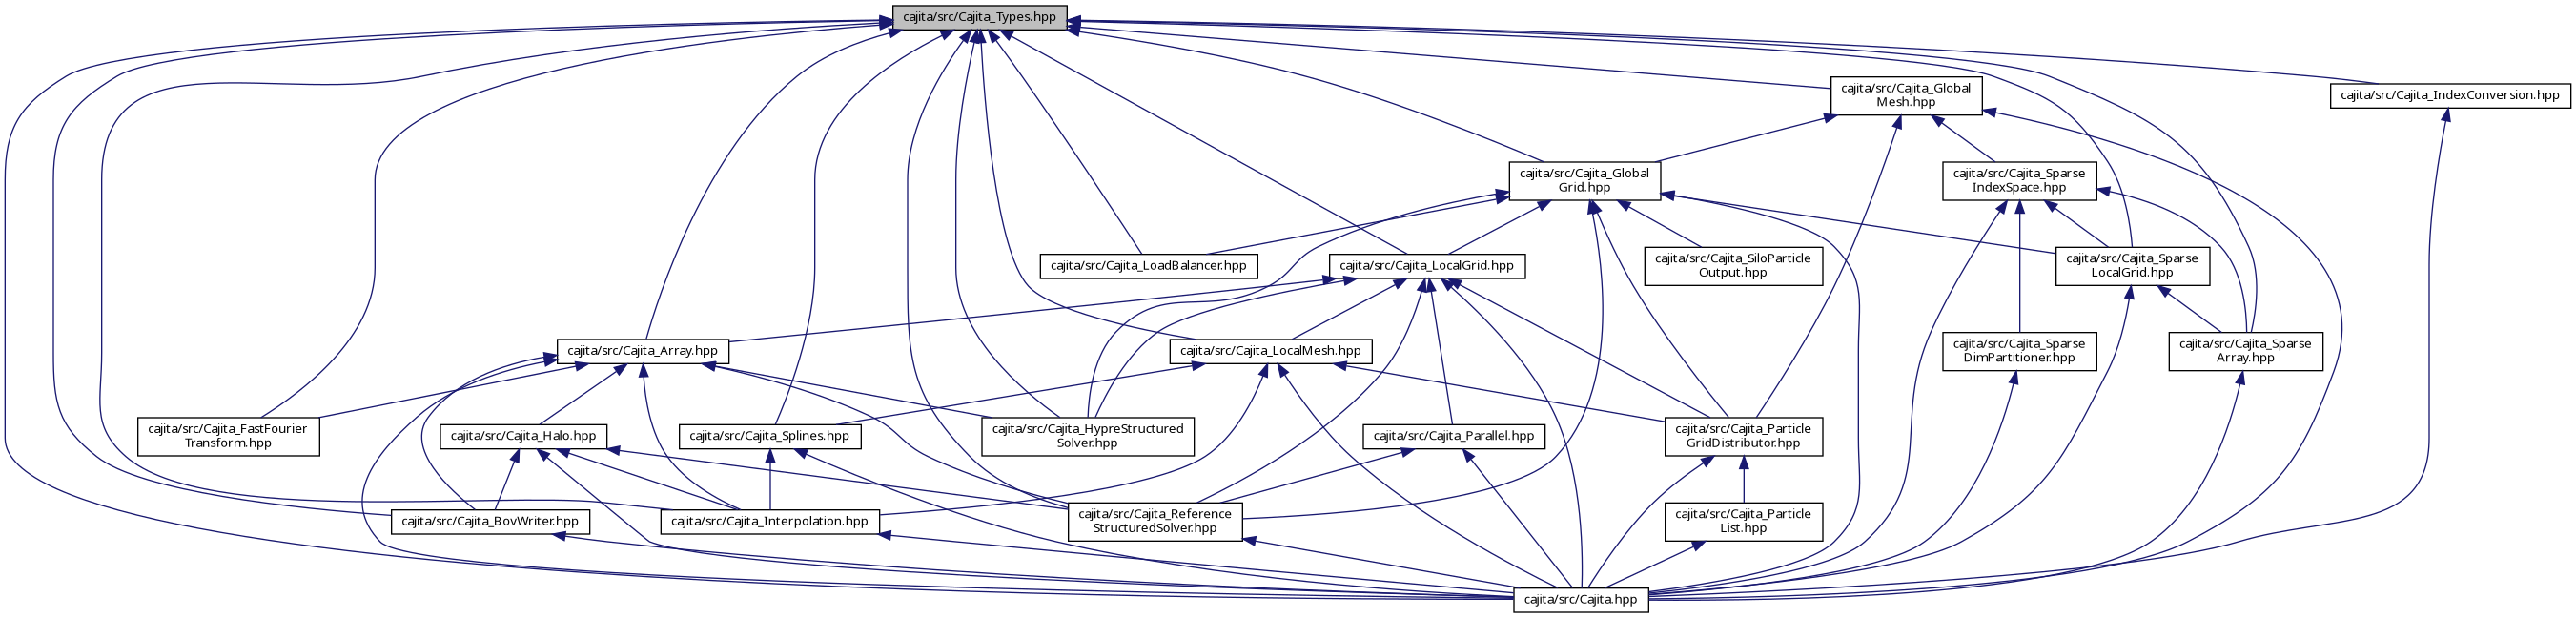 cajita/src/Cajita_Types.hpp
cajita/src/Cajita_Global
Mesh.hpp
cajita/src/Cajita_IndexConversion.hpp
cajita/src/Cajita_Global
Grid.hpp
cajita/src/Cajita_Sparse
IndexSpace.hpp
cajita/src/Cajita_LoadBalancer.hpp
cajita/src/Cajita_LocalGrid.hpp
cajita/src/Cajita_SiloParticle
Output.hpp
cajita/src/Cajita_Sparse
LocalGrid.hpp
cajita/src/Cajita_Array.hpp
cajita/src/Cajita_LocalMesh.hpp
cajita/src/Cajita_Sparse
DimPartitioner.hpp
cajita/src/Cajita_Sparse
Array.hpp
cajita/src/Cajita_FastFourier
Transform.hpp
cajita/src/Cajita_Halo.hpp
cajita/src/Cajita_Splines.hpp
cajita/src/Cajita_HypreStructured
Solver.hpp
cajita/src/Cajita_Parallel.hpp
cajita/src/Cajita_Particle
GridDistributor.hpp
cajita/src/Cajita_BovWriter.hpp
cajita/src/Cajita_Interpolation.hpp
cajita/src/Cajita_Reference
StructuredSolver.hpp
cajita/src/Cajita_Particle
List.hpp
cajita/src/Cajita.hpp